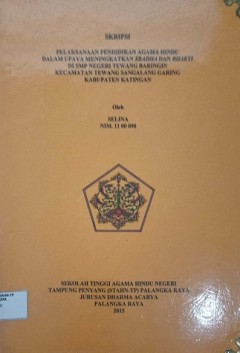 SKRIPSI
PELAKSANAAN PENDIDIKAN AGAMA HINDU
DALAM UPAYA MENINGKATKAN SRADHA DAN BHAKTI
DI SMP NEGERI TEWANG BARINGIN
KECAMATAN TEWANG SANGALANG GARING
KABUPATEN KATINGAN
Oleh
SELINA
NIM. 11 00 098
SEKOLAH TINGGI AGAMA HINDU NEGERI
TAMPUNG PENYANG (STAHN-TP) PALANGKA RAYA
JURUSAN DHARMA ACARYA
PALANGKA RAYA
2015